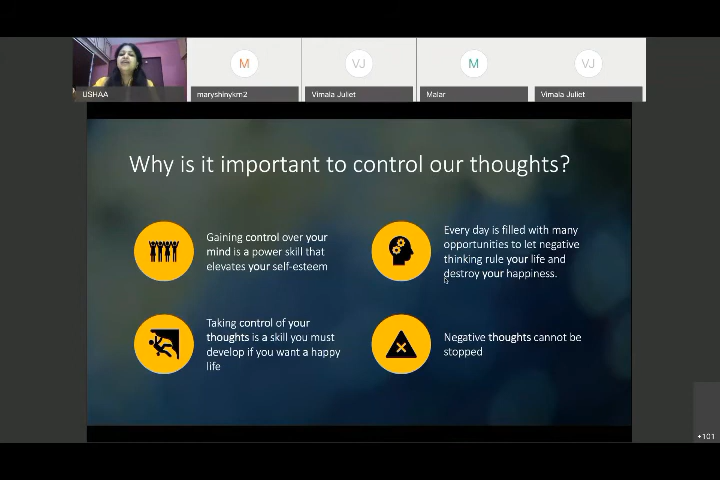 M
VJ
M
VJ
USHAA
maryshinykm2
Vimala Juliet
Malar
Vimala Juliet
Why is it important to control our thoughts?
Gaining control over your
mind is a power skill that
elevates your self-esteem
Every day is filled with many
opportunities to let negative
thinking rule your life and
destroy your happiness.
Taking control of your
thoughts is a skill you must
develop if you want a happy
life
Negative thoughts cannot be
stopped
+101